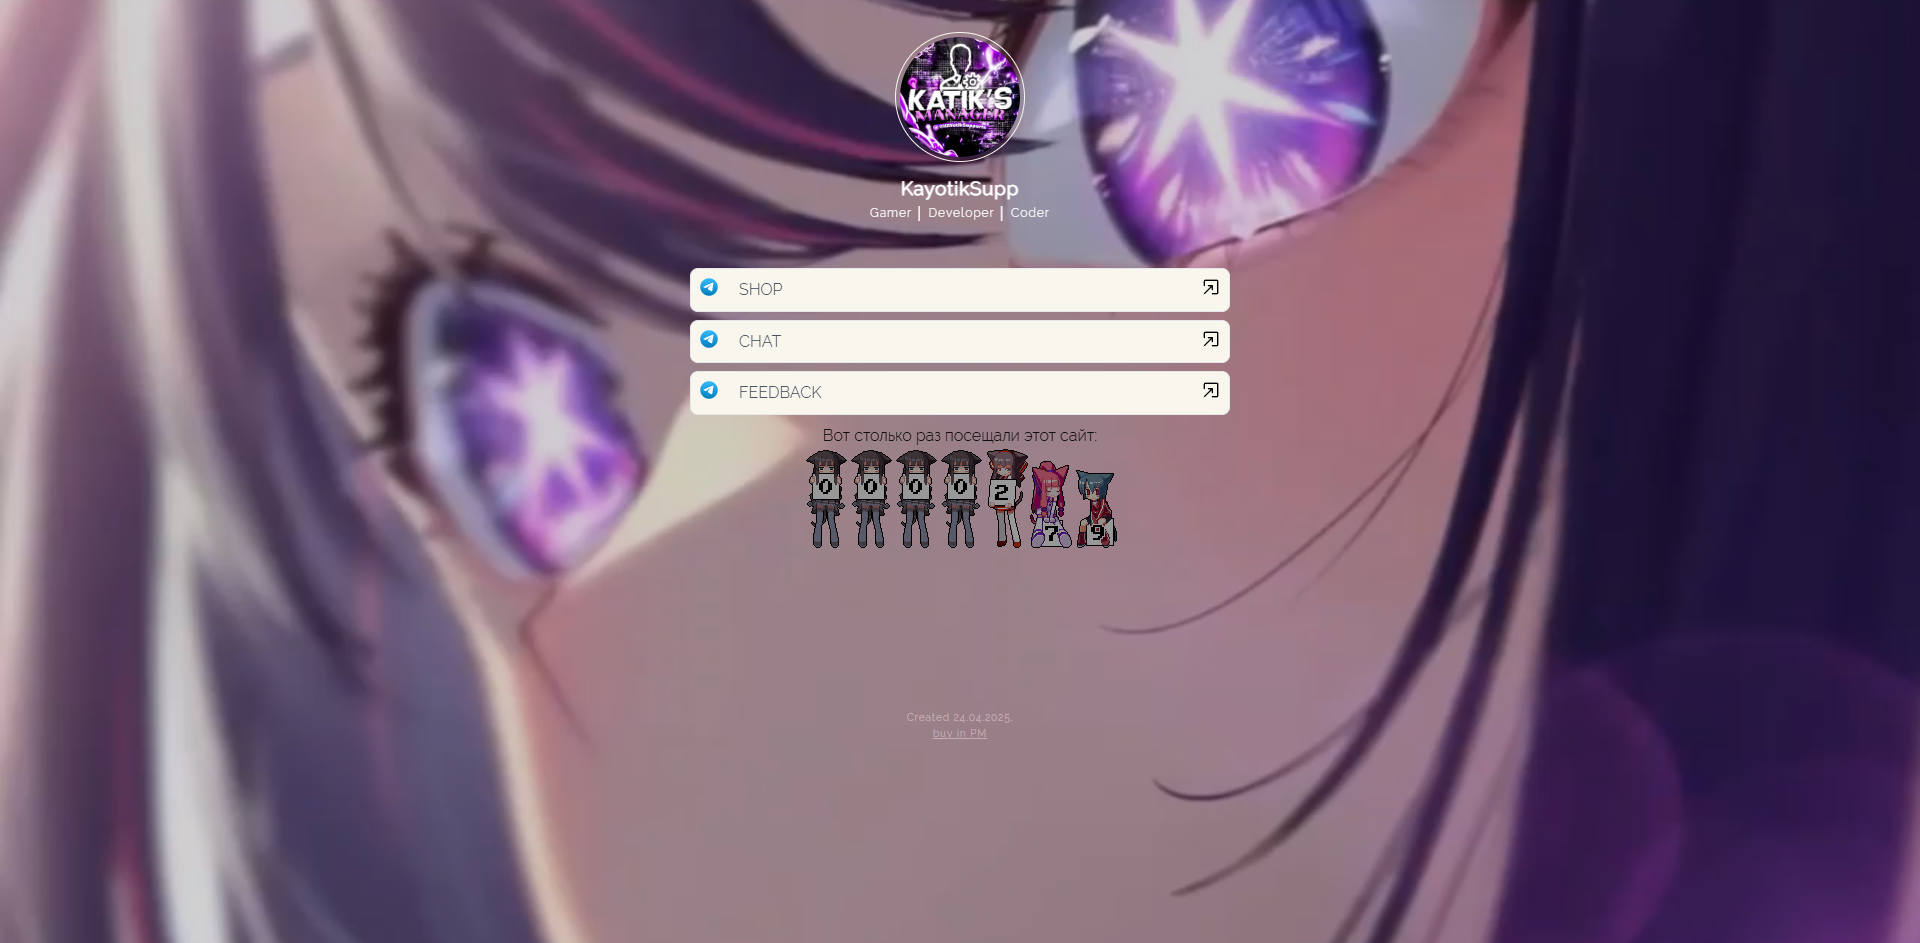 KATIK'S
MANAGER
KayotikSupp
Gamer | Developer | Coder
SHOP
CHAT
FEEDBACK
Вот столько раз посещали этот сайт:
0 0 0 0 2 7 9
Created 24.04.2025.
buy in PM